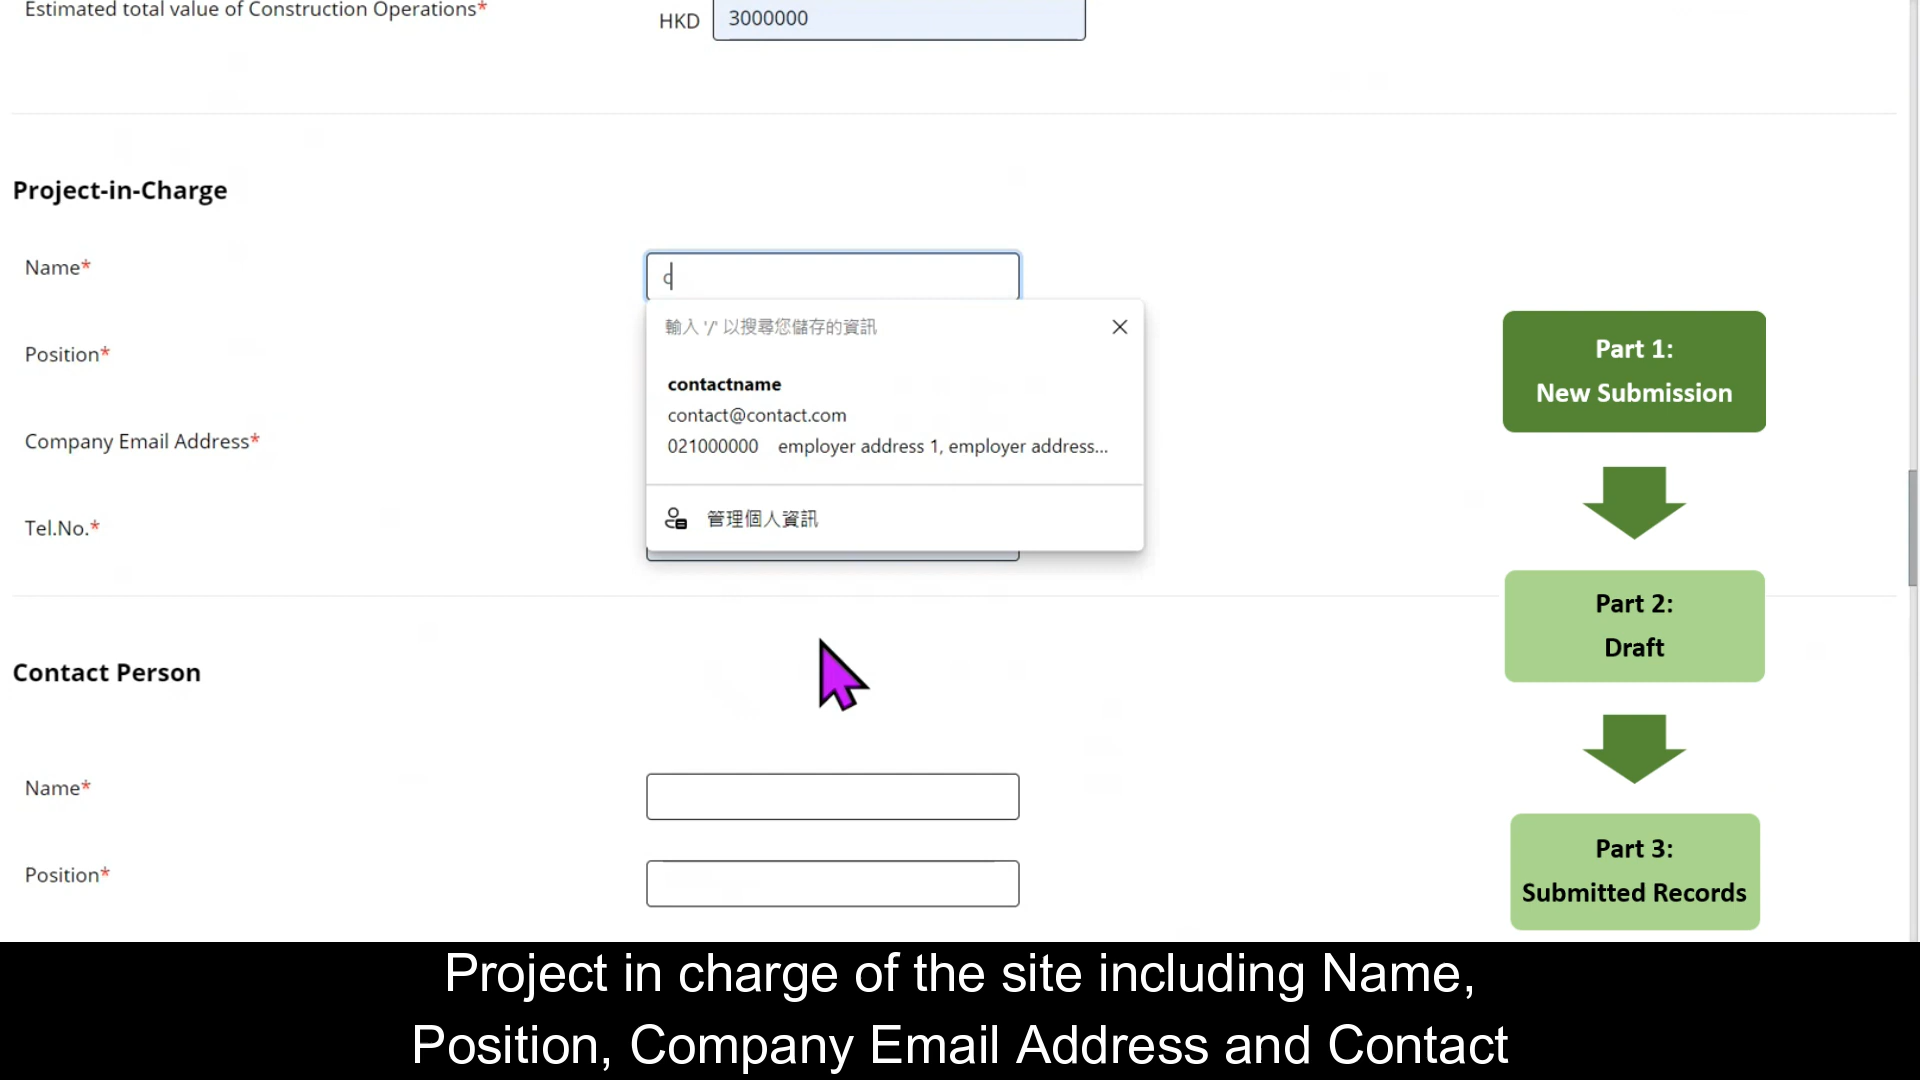 Estimated total value of Construction Operations*
HKD 3000000
Project-in-Charge
Name*
c
輸入 '/' 以搜尋您儲存的資訊
Position*
contactname
contact@contact.com
Company Email Address*
021000000 employer address 1, employer address...
管理個人資訊
Tel.No.*
Contact Person
Name*
Position*
Part 1:
New Submission
Part 2:
Draft
Part 3:
Submitted Records
Project in charge of the site including Name,
Position, Company Email Address and Contact